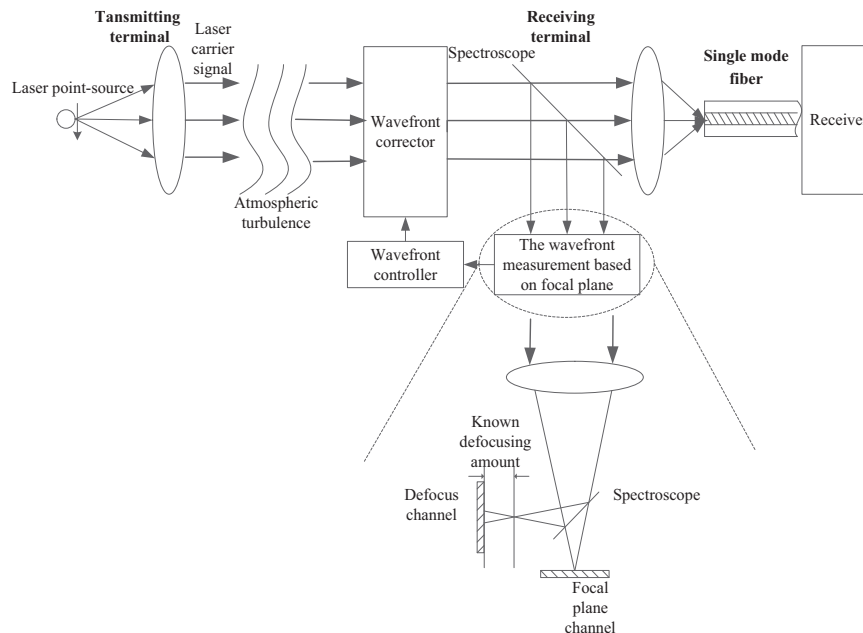 Tansmitting
terminal
Laser
carrier
signal
Receiving
terminal
Spectroscope
Single mode
fiber
Laser point-source
Wavefront
corrector
Receiver
Atmospheric
turbulence
Wavefront
controller
The wavefront
measurement based
on focal plane
Known
defocusing
amount
Defocus
channel
Spectroscope
Focal
plane
channel